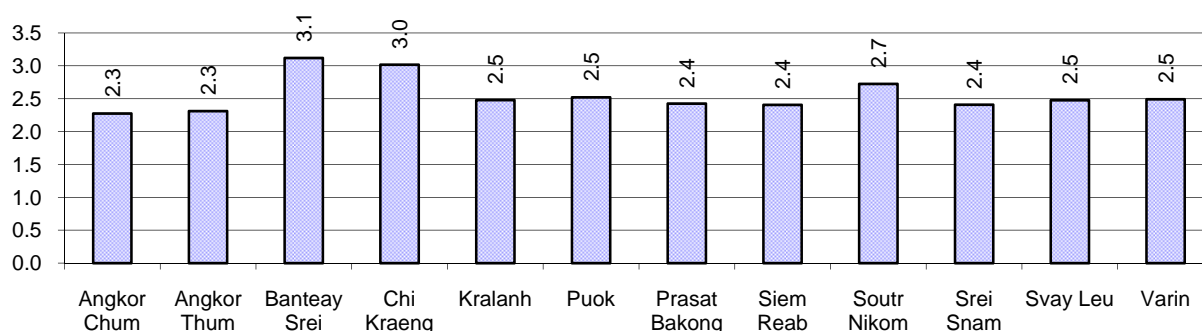 3.5
3.0
2.5
2.0
1.5
1.0
0.5
0.0
2.3
2.3
3.1
3.0
2.5
2.5
2.4
2.4
2.7
2.4
2.5
2.5
Angkor
Chum
Angkor
Thum
Banteay
Srei
Chi
Kraeng
Kralanh
Puok
Prasat
Bakong
Siem
Reab
Soutr
Nikom
Srei
Snam
Svay Leu
Varin